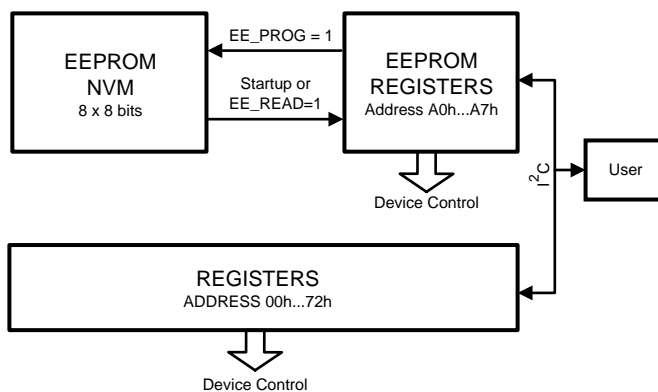 EEPROM
NVM
8 x 8 bits
EE_PROG = 1
Startup or
EE_READ=1
EEPROM
REGISTERS
Address A0h...A7h
Device Control
I²C
User
REGISTERS
ADDRESS 00h...72h
Device Control